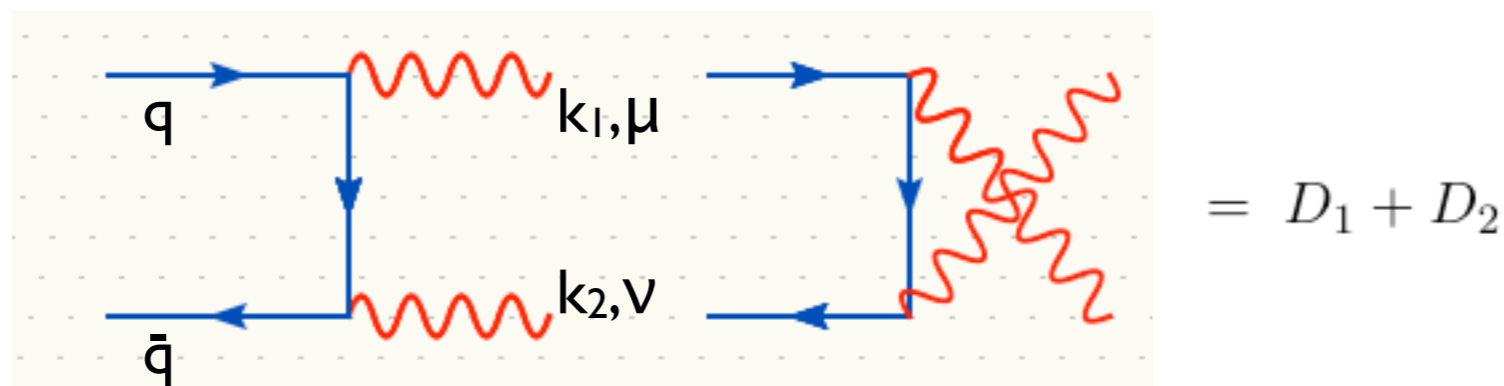 q
k₁,μ
= D₁ + D₂
k₂,ν
q̄